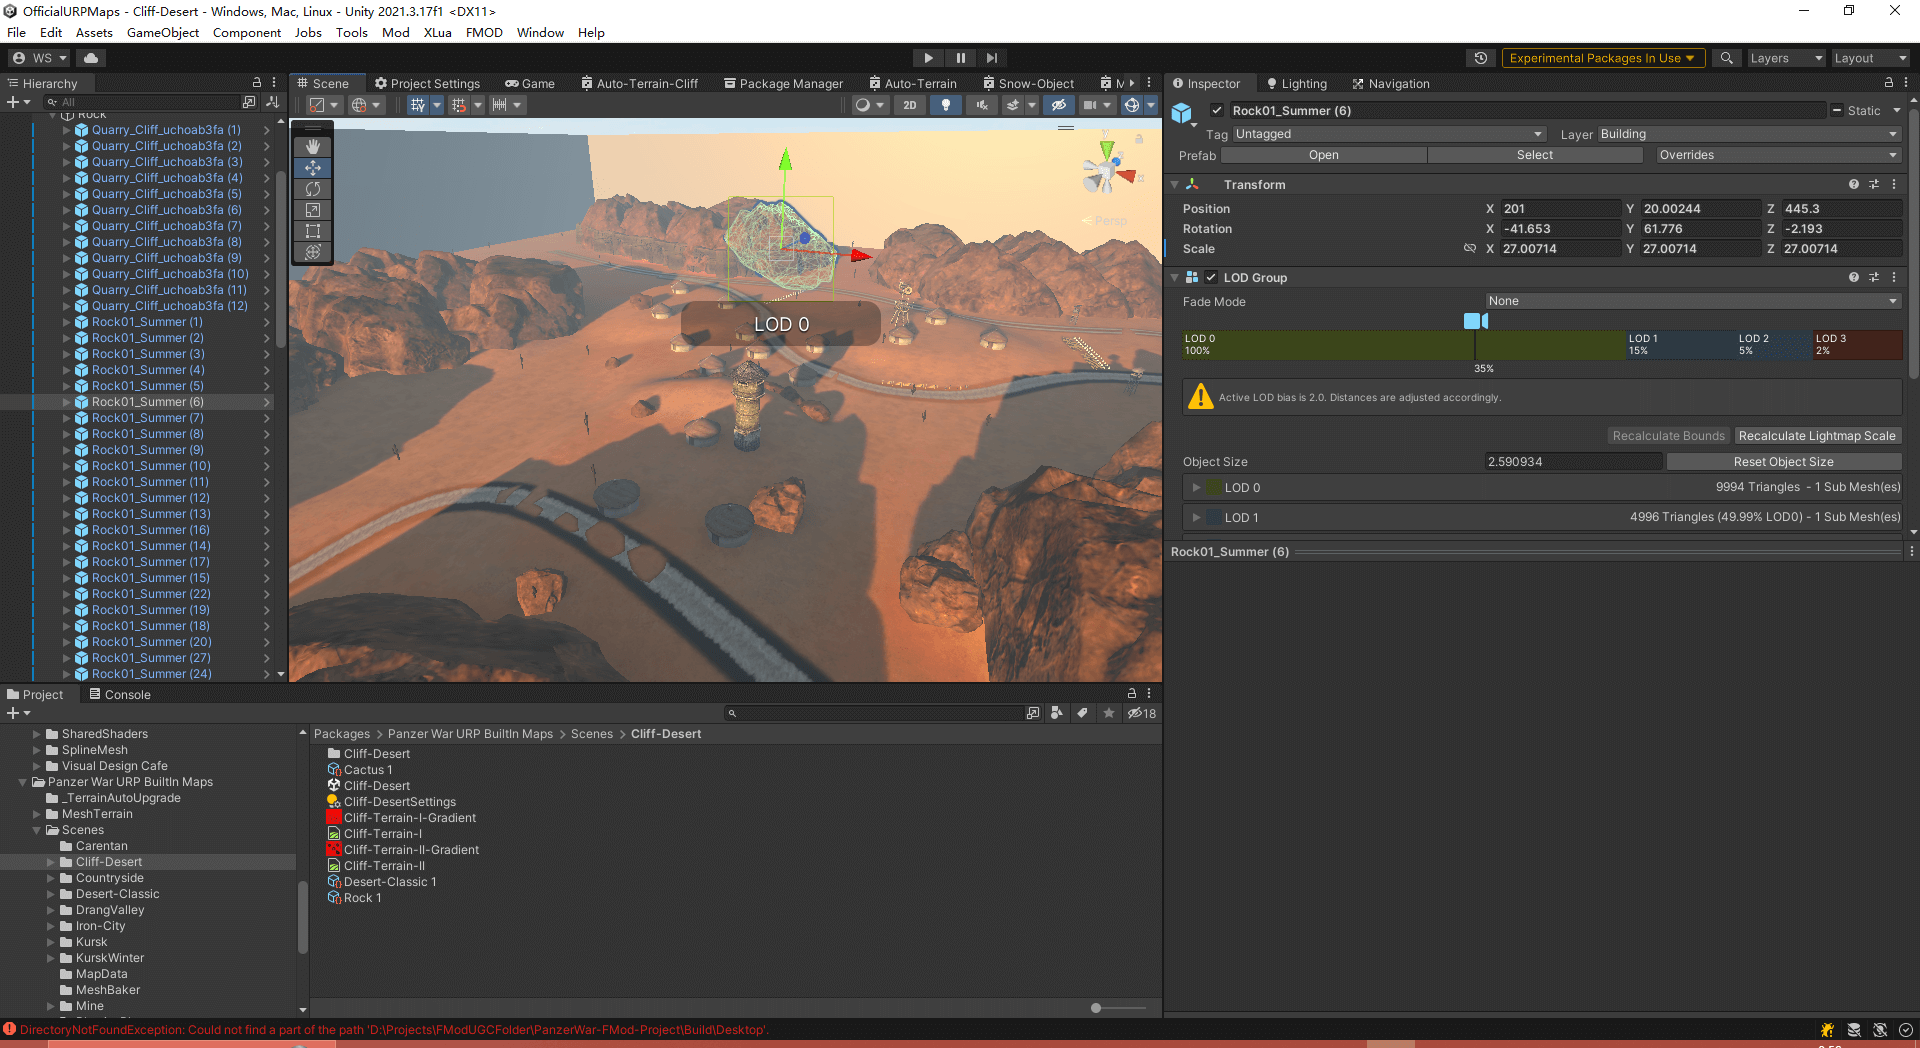 OfficialURPMaps - Cliff-Desert - Windows, Mac, Linux - Unity 2021.3.17f1 <DX11>
File Edit Assets GameObject Component Jobs Tools Mod XLua FMOD Window Help
WS Experimental Packages In Use Layers Layout
Hierarchy
All
Rock
Quarry_Cliff_uchoab3fa (1)
Quarry_Cliff_uchoab3fa (2)
Quarry_Cliff_uchoab3fa (3)
Quarry_Cliff_uchoab3fa (4)
Quarry_Cliff_uchoab3fa (5)
Quarry_Cliff_uchoab3fa (6)
Quarry_Cliff_uchoab3fa (7)
Quarry_Cliff_uchoab3fa (8)
Quarry_Cliff_uchoab3fa (9)
Quarry_Cliff_uchoab3fa (10)
Quarry_Cliff_uchoab3fa (11)
Quarry_Cliff_uchoab3fa (12)
Rock01_Summer (1)
Rock01_Summer (2)
Rock01_Summer (3)
Rock01_Summer (4)
Rock01_Summer (5)
Rock01_Summer (6)
Rock01_Summer (7)
Rock01_Summer (8)
Rock01_Summer (9)
Rock01_Summer (10)
Rock01_Summer (11)
Rock01_Summer (12)
Rock01_Summer (13)
Rock01_Summer (16)
Rock01_Summer (14)
Rock01_Summer (17)
Rock01_Summer (15)
Rock01_Summer (22)
Rock01_Summer (19)
Rock01_Summer (18)
Rock01_Summer (20)
Rock01_Summer (27)
Rock01_Summer (24)
Scene Project Settings Game Auto-Terrain-Cliff Package Manager Auto-Terrain Snow-Object M
2D
y
x
Persp
LOD 0
Inspector Lighting Navigation
Rock01_Summer (6) Static
Tag Untagged Layer Building
Prefab Open Select Overrides
Transform
Position X 201 Y 20.00244 Z 445.3
Rotation X -41.653 Y 61.776 Z -2.193
Scale X 27.00714 Y 27.00714 Z 27.00714
LOD Group
Fade Mode None
LOD 0 LOD 1 LOD 2 LOD 3
100% 15% 5% 2%
35%
Active LOD bias is 2.0. Distances are adjusted accordingly.
Recalculate Bounds Recalculate Lightmap Scale
Object Size 2.590934 Reset Object Size
LOD 0 9994 Triangles - 1 Sub Mesh(es)
LOD 1 4996 Triangles (49.99% LOD0) - 1 Sub Mesh(es)
Rock01_Summer (6)
Project Console
18
SharedShaders
SplineMesh
Visual Design Cafe
Panzer War URP BuiltIn Maps
_TerrainAutoUpgrade
MeshTerrain
Scenes
Carentan
Cliff-Desert
Countryside
Desert-Classic
DrangValley
Iron-City
Kursk
KurskWinter
MapData
MeshBaker
Mine
Packages > Panzer War URP BuiltIn Maps > Scenes > Cliff-Desert
Cliff-Desert
Cactus 1
Cliff-Desert
Cliff-DesertSettings
Cliff-Terrain-I-Gradient
Cliff-Terrain-I
Cliff-Terrain-II-Gradient
Cliff-Terrain-II
Desert-Classic 1
Rock 1
DirectoryNotFoundException: Could not find a part of the path 'D:\Projects\FModUGCFolder\PanzerWar-FMod-Project\Build\Desktop'.